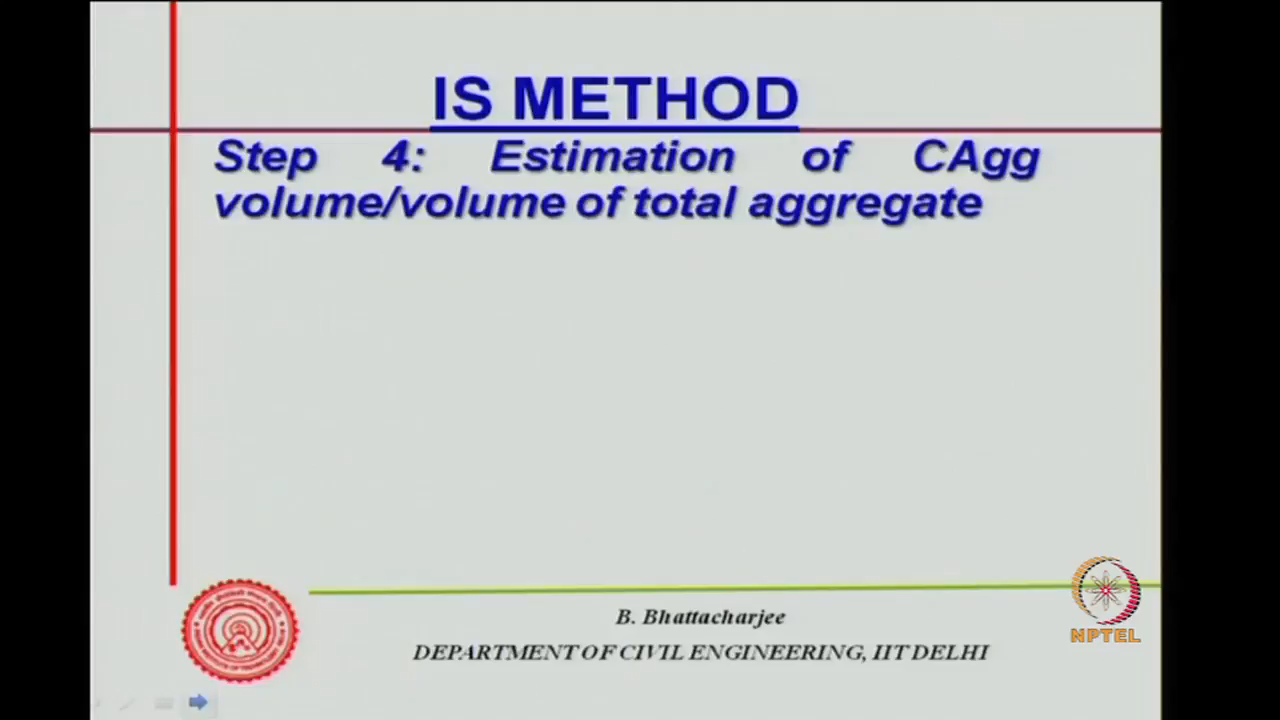 IS METHOD
Step 4: Estimation of CAgg
volume/volume of total aggregate
B. Bhattacharjee
DEPARTMENT OF CIVIL ENGINEERING, IIT DELHI
NPTEL